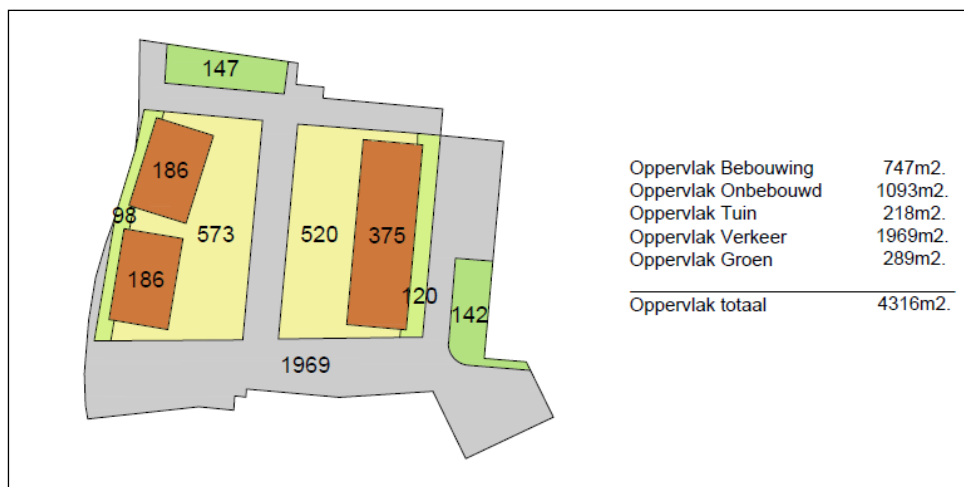 147
186
98
573
520
375
186
120
142
1969
Oppervlak Bebouwing 747m2.
Oppervlak Onbebouwd 1093m2.
Oppervlak Tuin 218m2.
Oppervlak Verkeer 1969m2.
Oppervlak Groen 289m2.
Oppervlak totaal 4316m2.